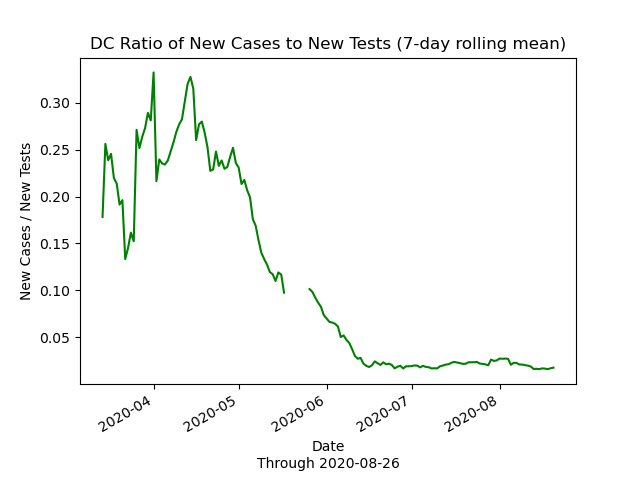 DC Ratio of New Cases to New Tests (7-day rolling mean)
New Cases / New Tests
0.30
0.25
0.20
0.15
0.10
0.05
2020-04
2020-05
2020-06
2020-07
2020-08
Date
Through 2020-08-26